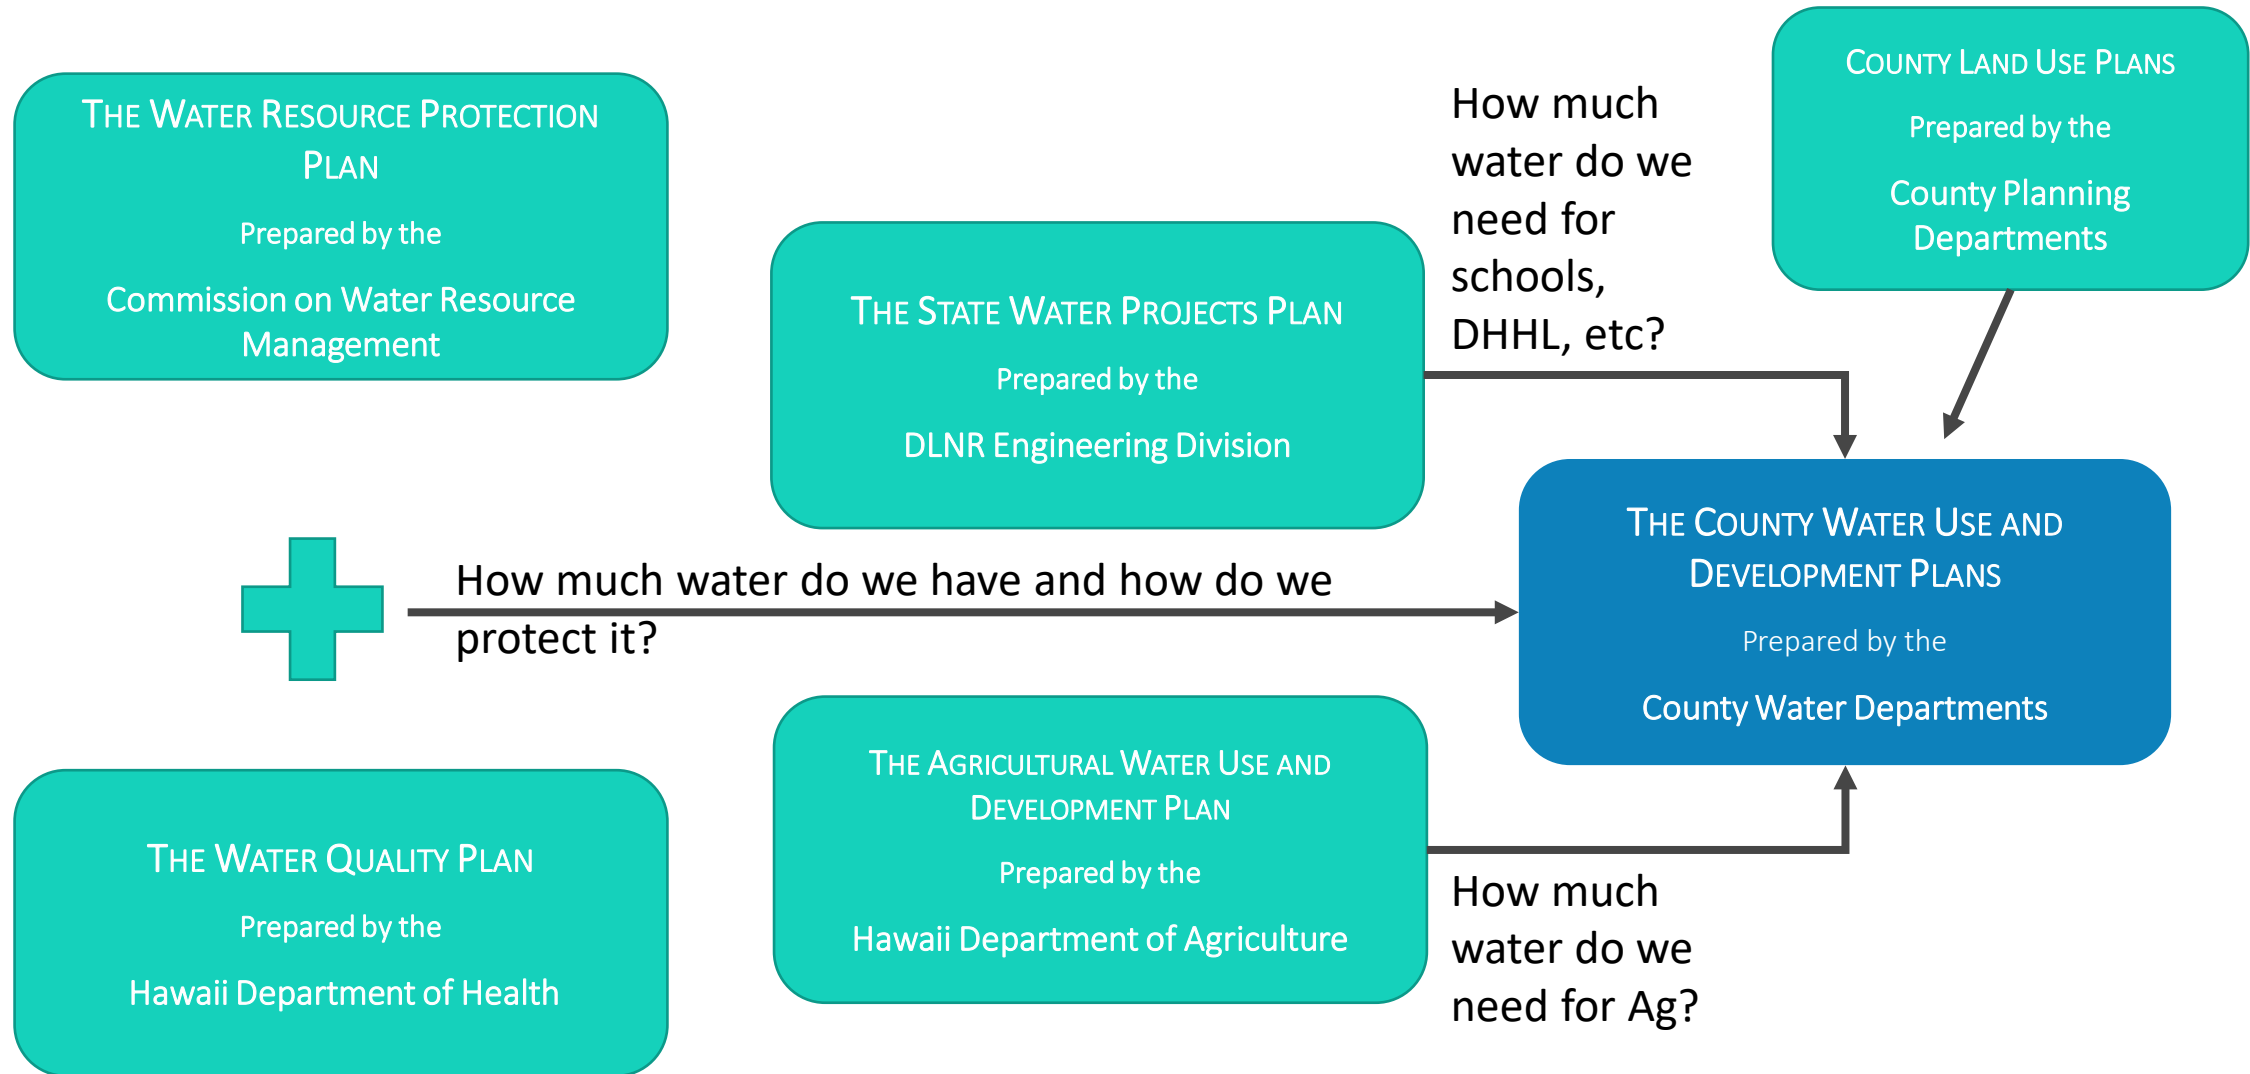 THE WATER RESOURCE PROTECTION
PLAN
Prepared by the
Commission on Water Resource
Management
THE STATE WATER PROJECTS PLAN
Prepared by the
DLNR Engineering Division
How much
water do we
need for
schools,
DHHL, etc?
COUNTY LAND USE PLANS
Prepared by the
County Planning
Departments
How much water do we have and how do we
protect it?
THE COUNTY WATER USE AND
DEVELOPMENT PLANS
Prepared by the
County Water Departments
THE WATER QUALITY PLAN
Prepared by the
Hawaii Department of Health
THE AGRICULTURAL WATER USE AND
DEVELOPMENT PLAN
Prepared by the
Hawaii Department of Agriculture
How much
water do we
need for Ag?